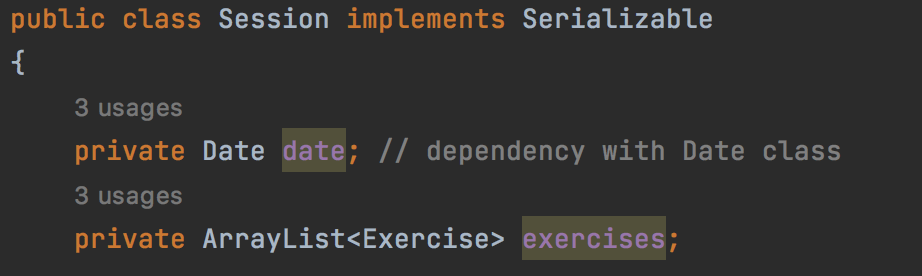 public class Session implements Serializable
{
3 usages
private Date date; // dependency with Date class
3 usages
private ArrayList<Exercise> exercises;